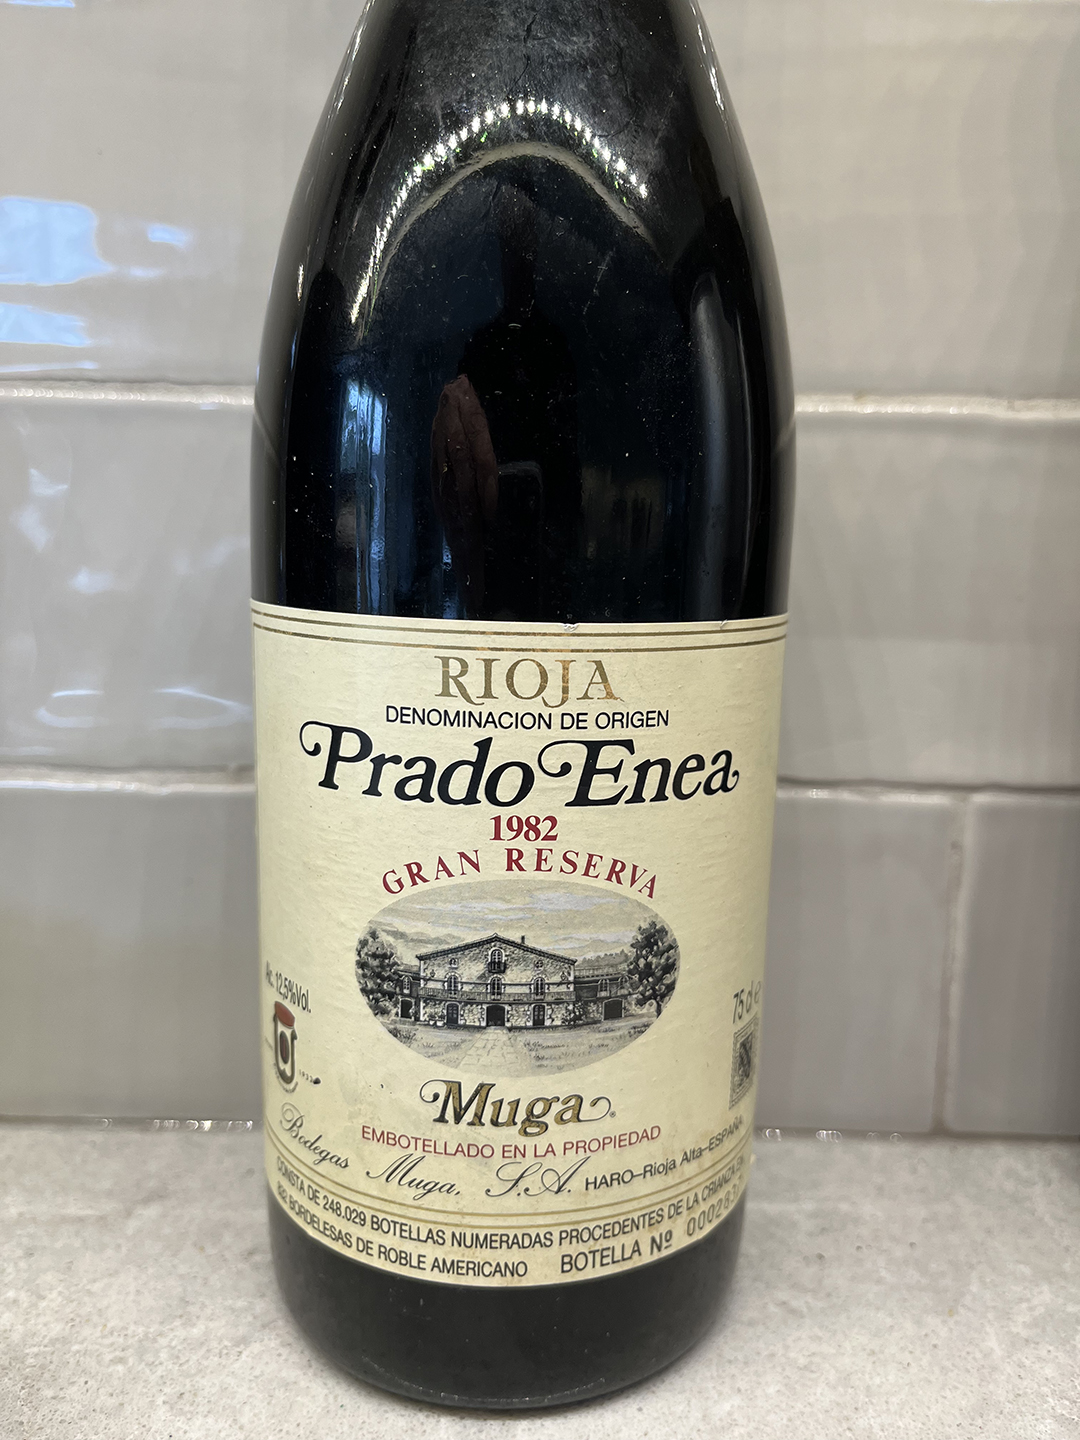 RIOJA
DENOMINACION DE ORIGEN
Prado Enea
1982
GRAN RESERVA
Alc. 12,5%Vol.
75 cl e
Muga
EMBOTELLADO EN LA PROPIEDAD
Bodegas Muga, S.A. HARO-Rioja Alta-ESPAÑA
CONSTA DE 248.029 BOTELLAS NUMERADAS PROCEDENTES DE LA CRIANZA EN
BORDELESAS DE ROBLE AMERICANO BOTELLA Nº